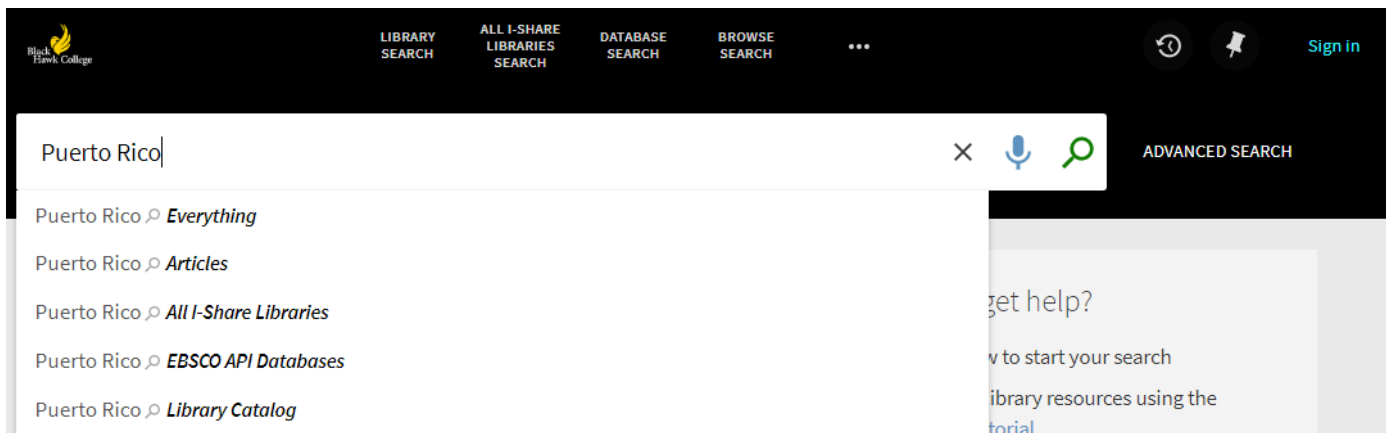 Black
Hawk College
LIBRARY
SEARCH
ALL I-SHARE
LIBRARIES
SEARCH
DATABASE
SEARCH
BROWSE
SEARCH
•••
Sign in
Puerto Rico
ADVANCED SEARCH
Puerto Rico Everything
Puerto Rico Articles
Puerto Rico All I-Share Libraries
Puerto Rico EBSCO API Databases
Puerto Rico Library Catalog
get help?
to start your search
library resources using the